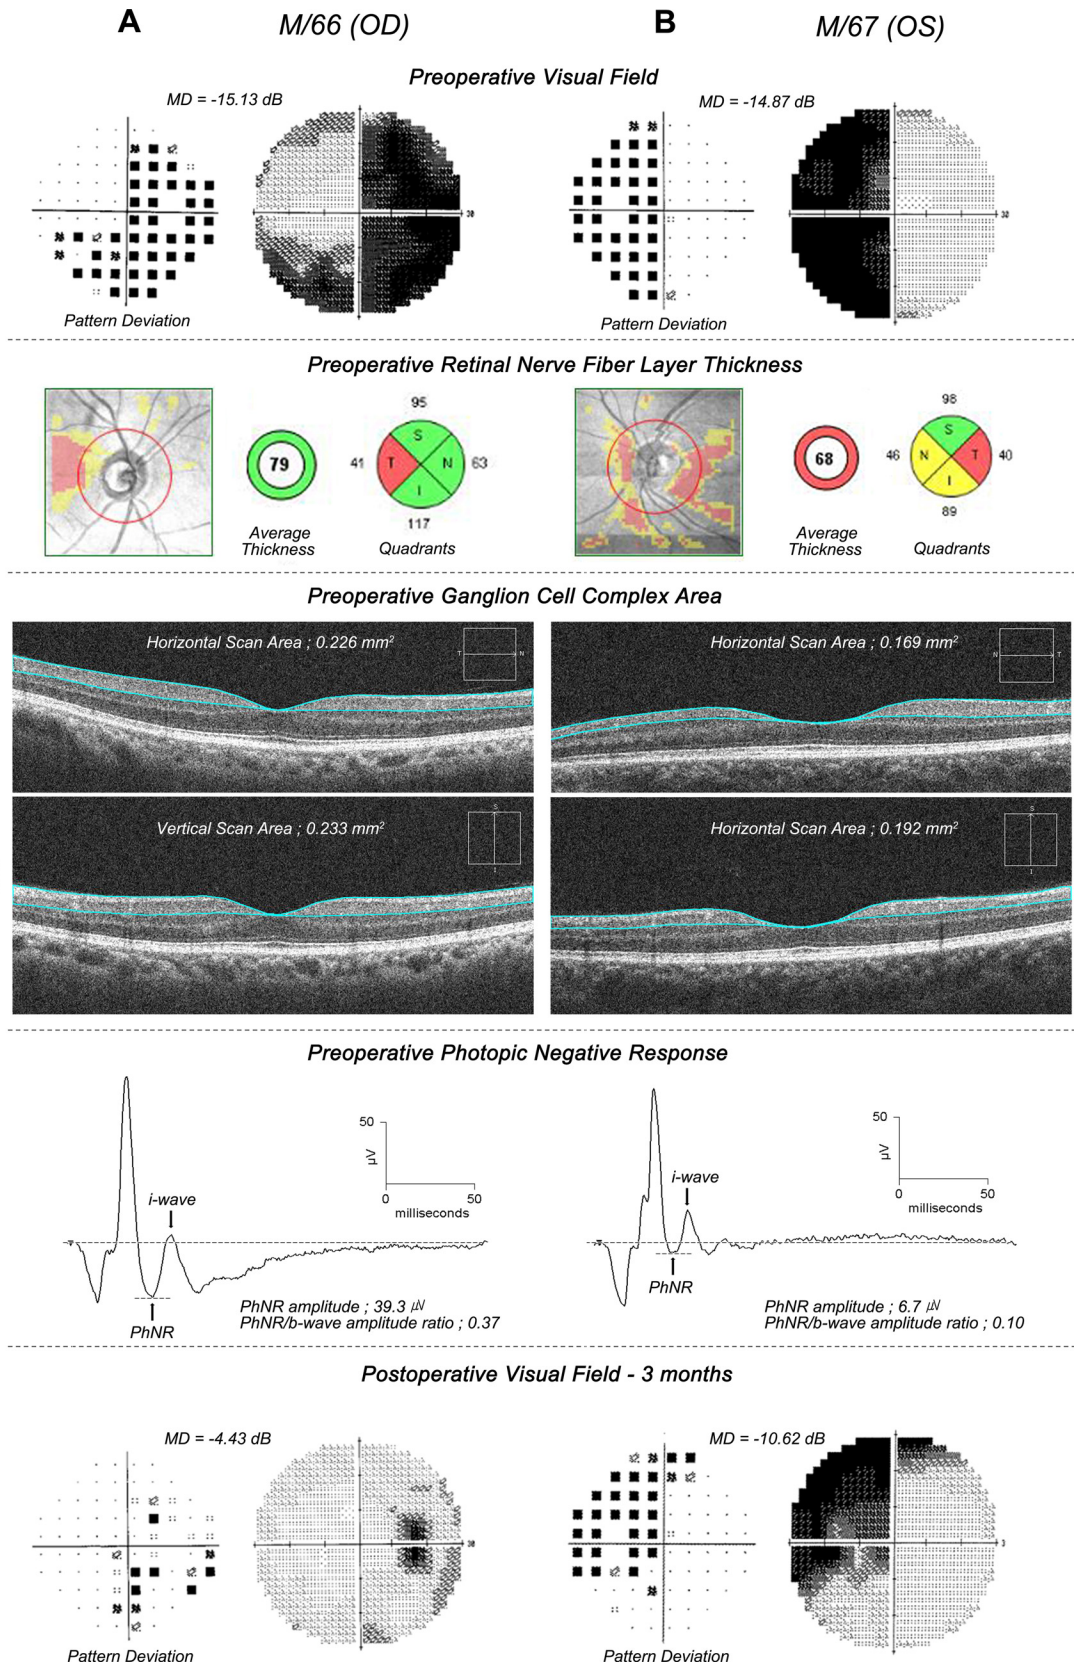 A
M/66 (OD)
B
M/67 (OS)
Preoperative Visual Field
MD = -15.13 dB
MD = -14.87 dB
30
30
Pattern Deviation
Pattern Deviation
Preoperative Retinal Nerve Fiber Layer Thickness
79
Average
Thickness
95
S
41 T N 63
I
117
Quadrants
68
Average
Thickness
98
S
46 N T 40
I
89
Quadrants
Preoperative Ganglion Cell Complex Area
Horizontal Scan Area ; 0.226 mm²
T N
Horizontal Scan Area ; 0.169 mm²
N T
Vertical Scan Area ; 0.233 mm²
S
I
Horizontal Scan Area ; 0.192 mm²
S
I
Preoperative Photopic Negative Response
50
μV
0 50
milliseconds
i-wave
PhNR
PhNR amplitude ; 39.3 μV
PhNR/b-wave amplitude ratio ; 0.37
50
μV
0 50
milliseconds
i-wave
PhNR
PhNR amplitude ; 6.7 μV
PhNR/b-wave amplitude ratio ; 0.10
Postoperative Visual Field - 3 months
MD = -4.43 dB
MD = -10.62 dB
30
3
Pattern Deviation
Pattern Deviation